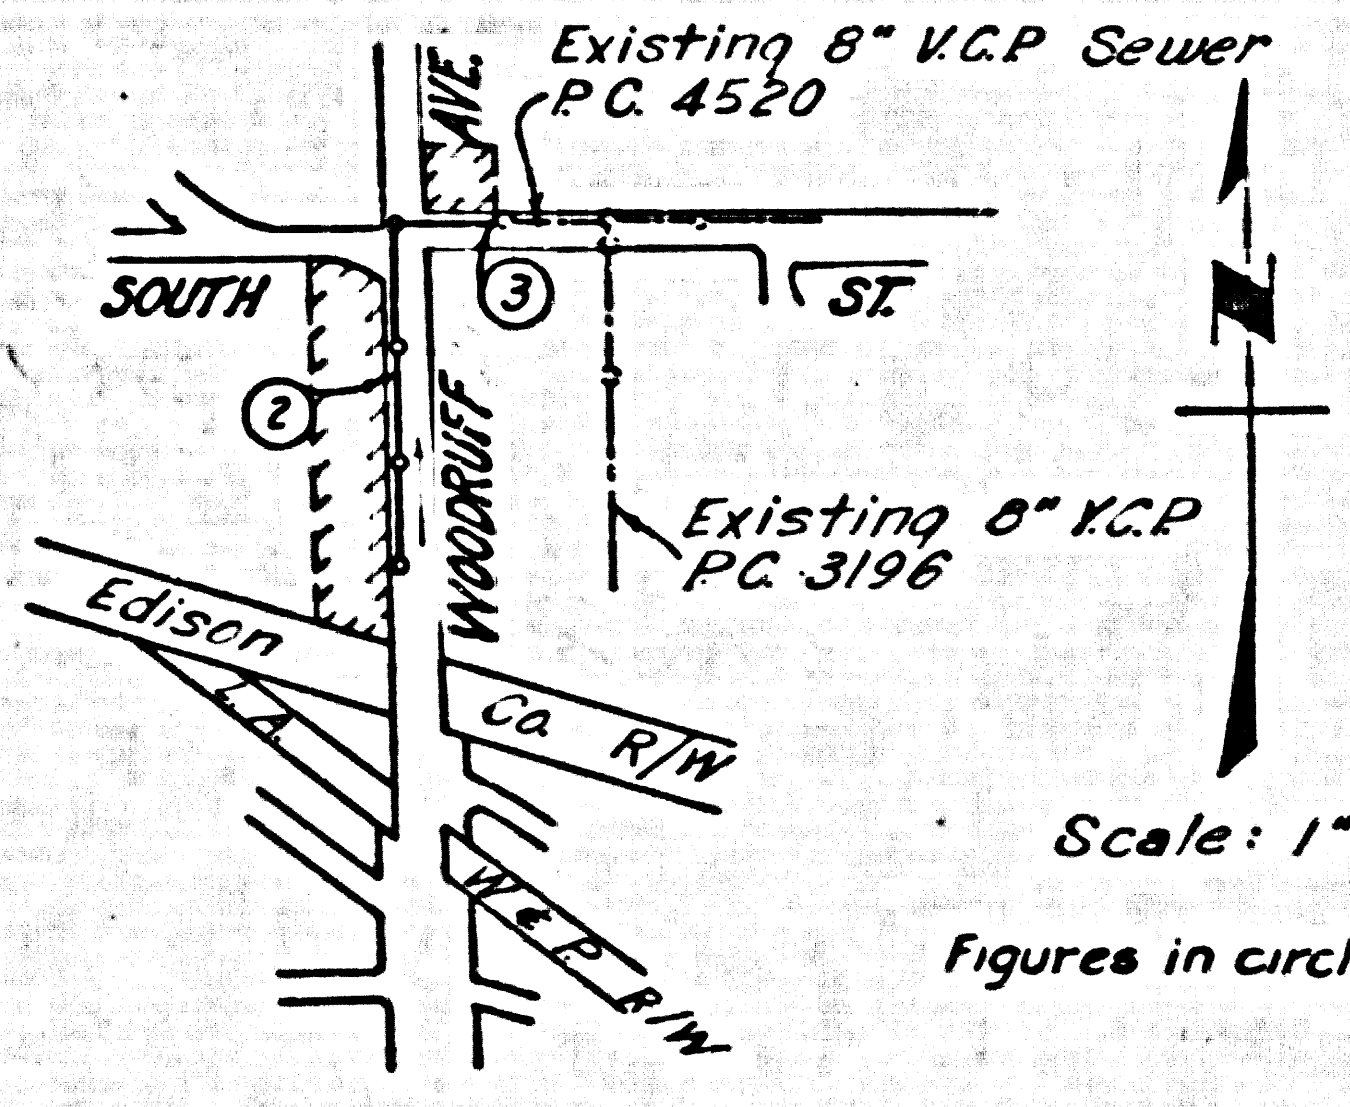 Existing 8" V.C.P Sewer
P.C. 4520
AVE.
SOUTH
ST.
3
2
WOODRUFF
N
Existing 8" V.C.P
P.C. 3196
Edison
Co. R/W
L. A.
W & P. R/W
Scale: 1"
Figures in circl